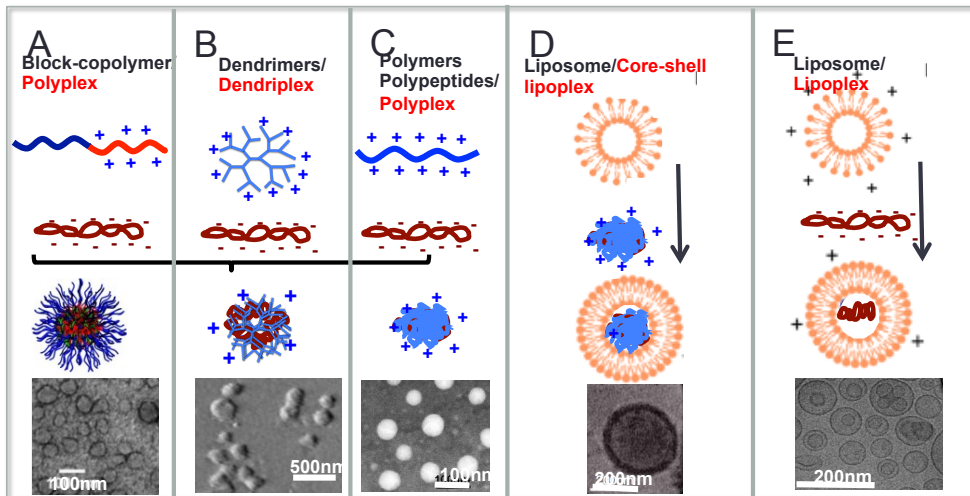 A
Block-copolymer/
Polyplex
B
Dendrimers/
Dendriplex
C
Polymers
Polypeptides/
Polyplex
D
Liposome/Core-shell
lipoplex
E
Liposome/
Lipoplex
100nm
500nm
100nm
200nm
200nm